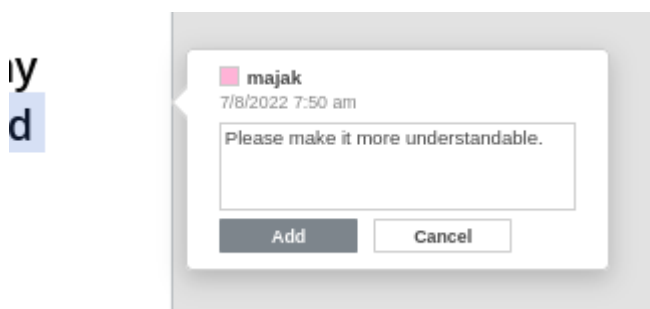 majak
7/8/2022 7:50 am
Please make it more understandable.
Add
Cancel